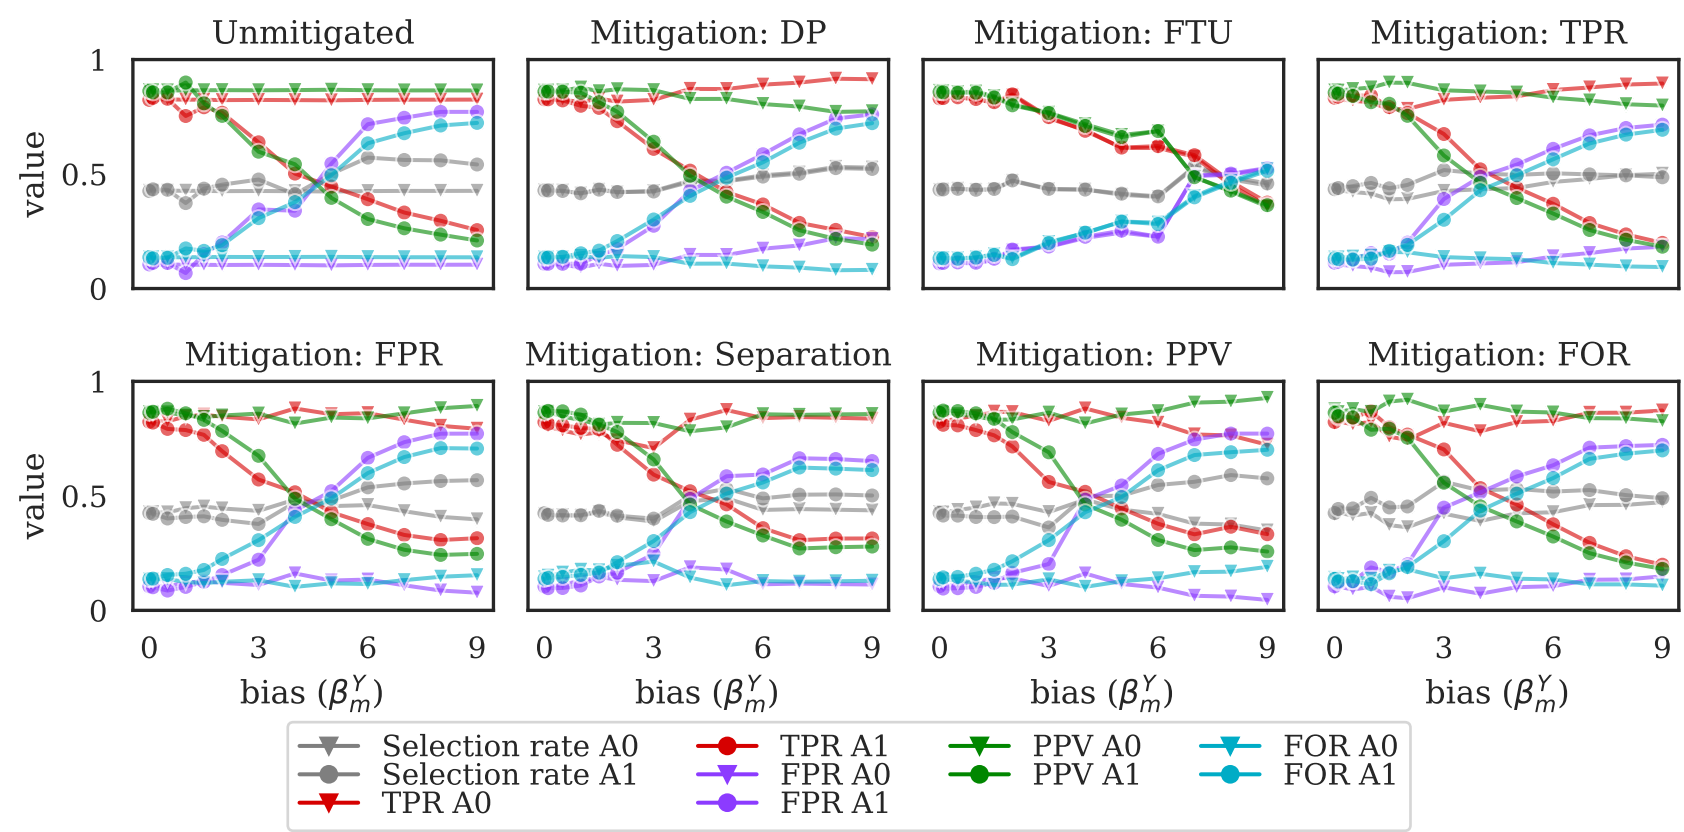 Unmitigated Mitigation: DP Mitigation: FTU Mitigation: TPR
1
value
0.5
0
Mitigation: FPR Mitigation: Separation Mitigation: PPV Mitigation: FOR
1
value
0.5
0
0 3 6 9 0 3 6 9 0 3 6 9 0 3 6 9
bias (β_m^Y) bias (β_m^Y) bias (β_m^Y) bias (β_m^Y)
Selection rate A0 TPR A1 PPV A0 FOR A0
Selection rate A1 FPR A0 PPV A1 FOR A1
TPR A0 FPR A1